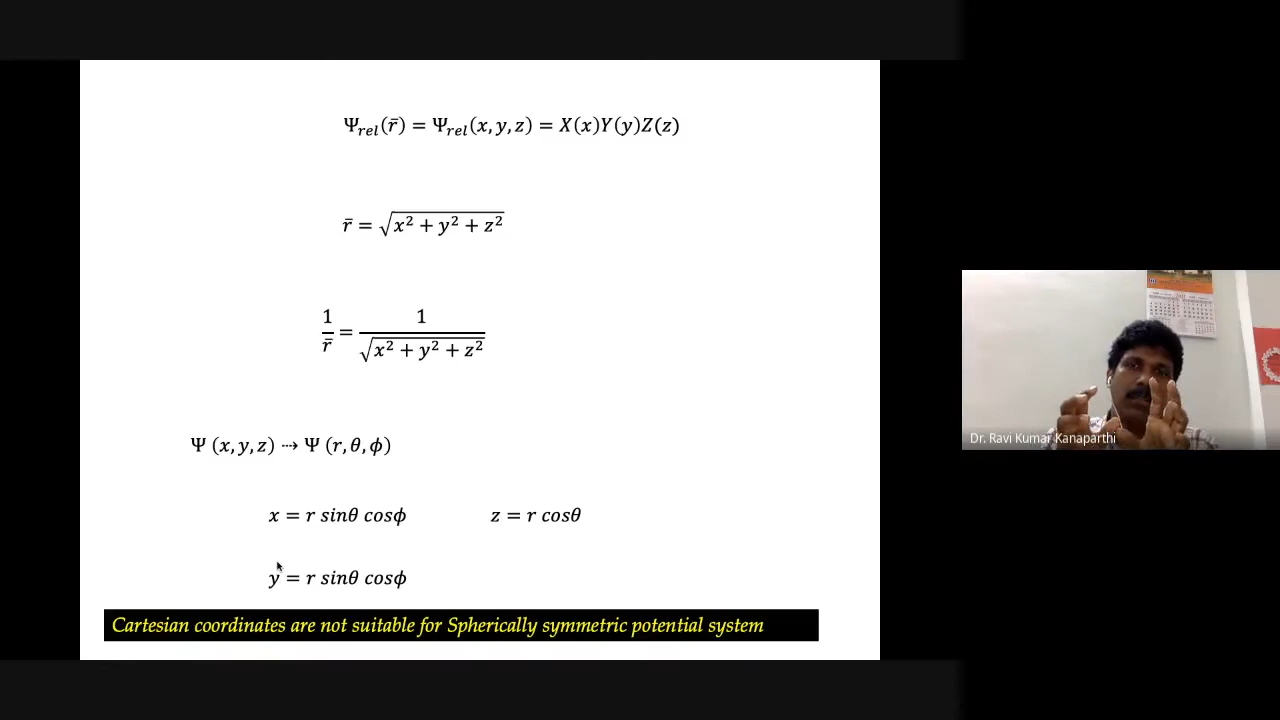 Ψ_rel(r̄) = Ψ_rel(x, y, z) = X(x)Y(y)Z(z)
r̄ = √(x² + y² + z²)
1/r̄ = 1/√(x² + y² + z²)
Ψ (x, y, z) ⇢ Ψ (r, θ, ϕ)
x = r sinθ cosϕ z = r cosθ
y = r sinθ cosϕ
Cartesian coordinates are not suitable for Spherically symmetric potential system
Dr. Ravi Kumar Kanaparthi